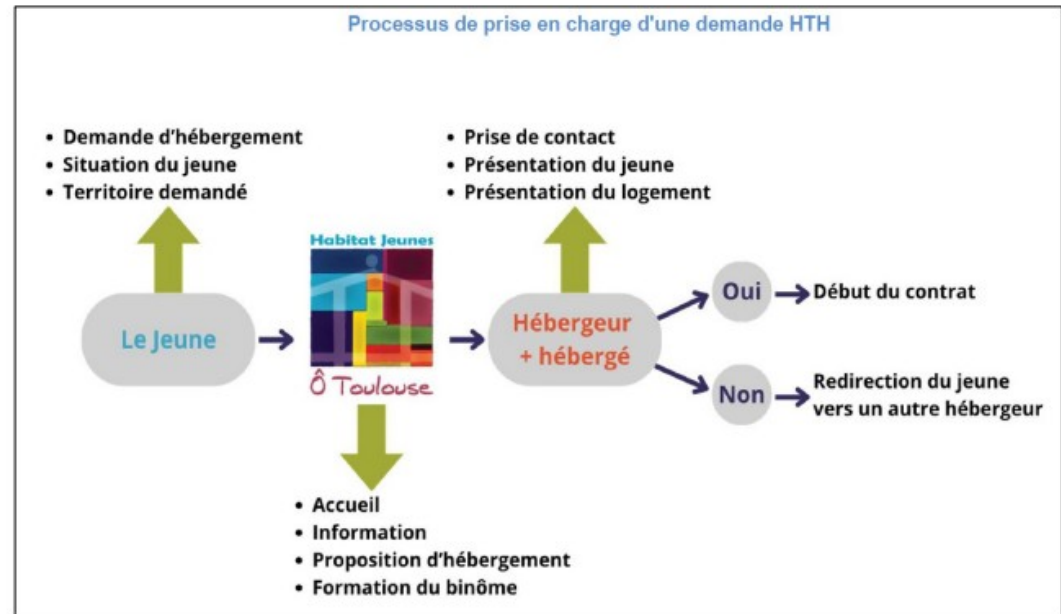 Processus de prise en charge d'une demande HTH
• Demande d'hébergement
• Situation du jeune
• Territoire demandé
• Prise de contact
• Présentation du jeune
• Présentation du logement
Le Jeune
Habitat Jeunes
Ô Toulouse
Hébergeur
+ hébergé
Oui
Début du contrat
Non
Redirection du jeune
vers un autre hébergeur
• Accueil
• Information
• Proposition d'hébergement
• Formation du binôme